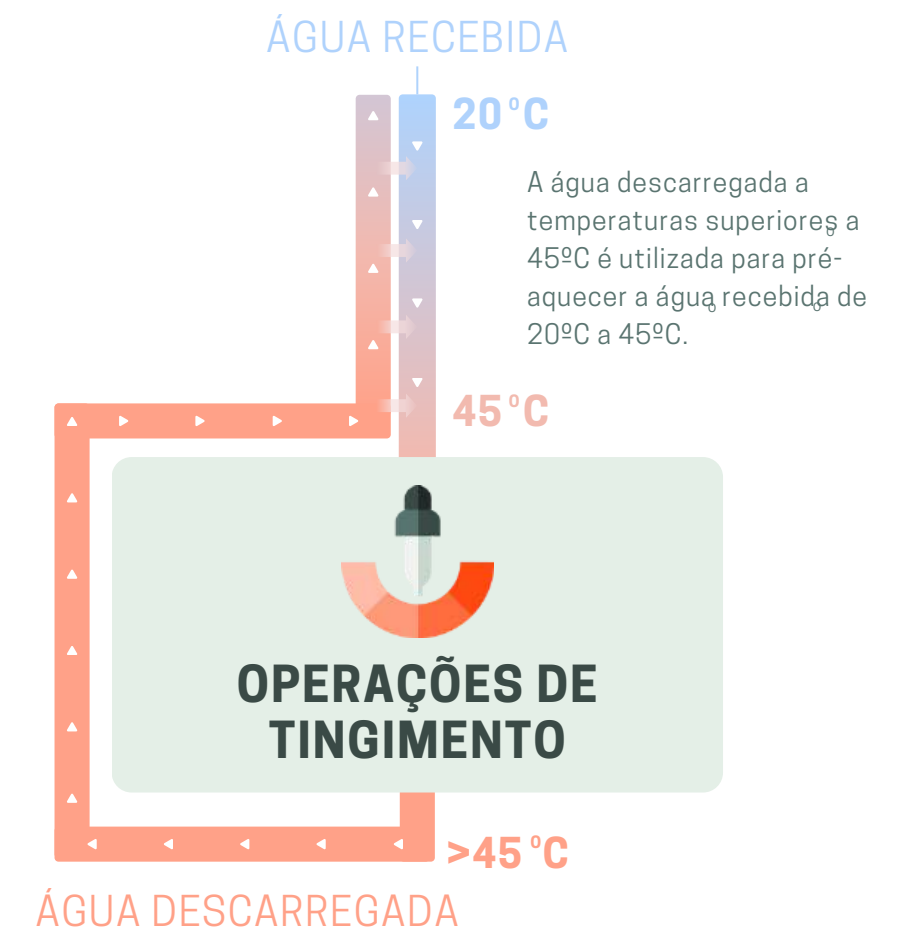 ÁGUA RECEBIDA
20°C
A água descarregada a
temperaturas superiores a
45ºC é utilizada para pré-
aquecer a água recebida de
20ºC a 45ºC.
45°C
OPERAÇÕES DE
TINGIMENTO
>45°C
ÁGUA DESCARREGADA